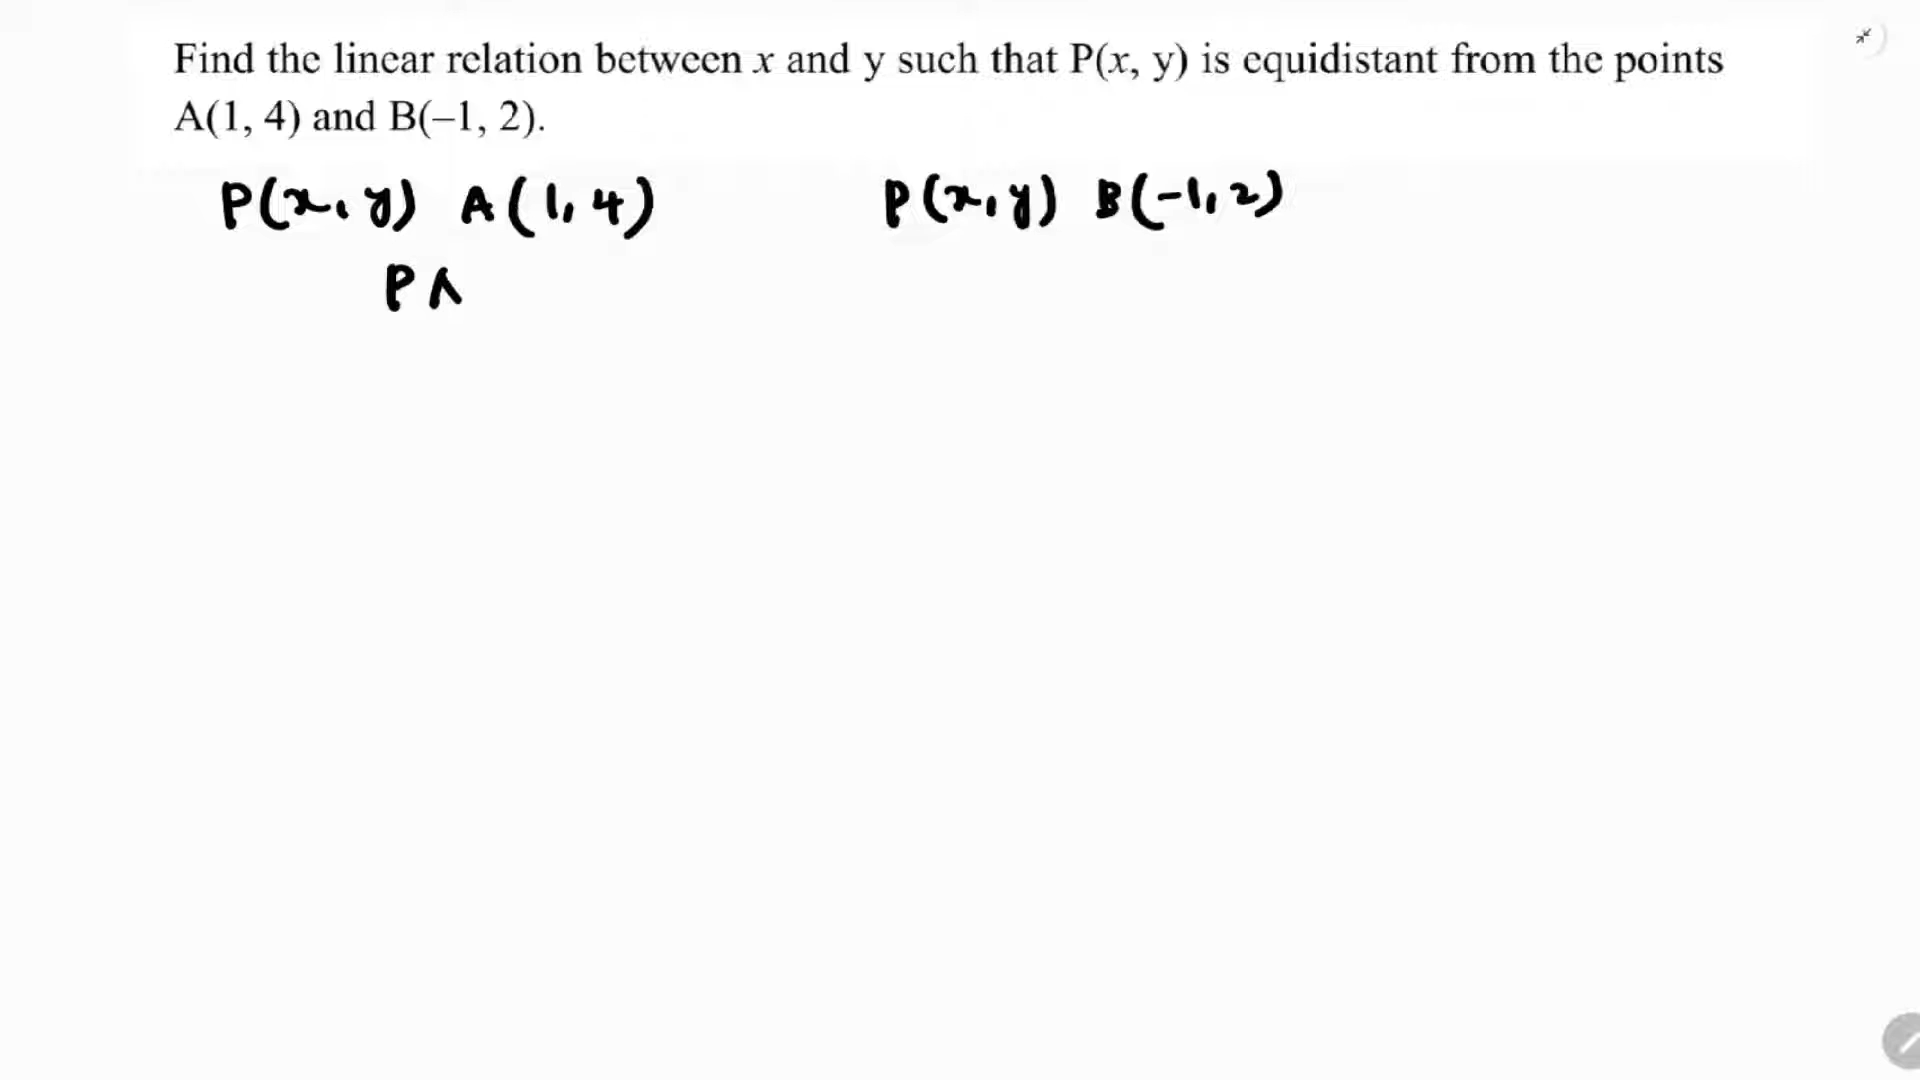 Find the linear relation between x and y such that P(x, y) is equidistant from the points
A(1, 4) and B(–1, 2).
P(x, y) A(1, 4) P(x, y) B(-1, 2)
PA